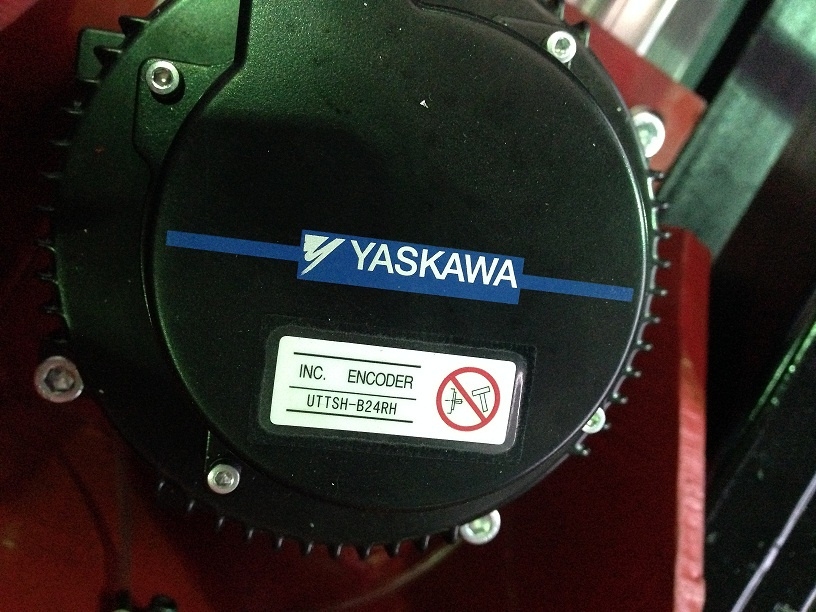 YASKAWA
INC. ENCODER
UTTSH-B24RH